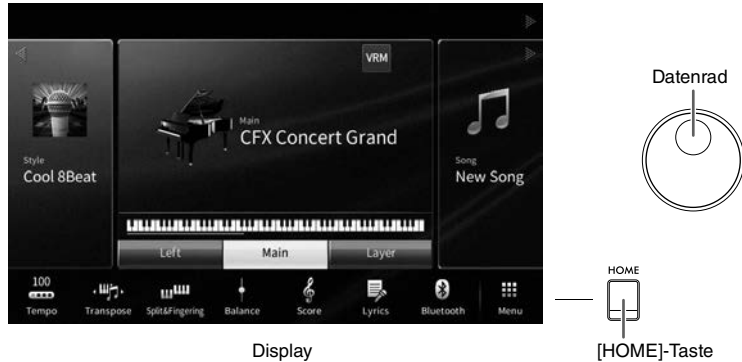 VRM
Datenrad
Main
CFX Concert Grand
Style
Cool 8Beat
Song
New Song
Left Main Layer
HOME
100
Tempo Transpose Split&Fingering Balance Score Lyrics Bluetooth Menu
Display
[HOME]-Taste